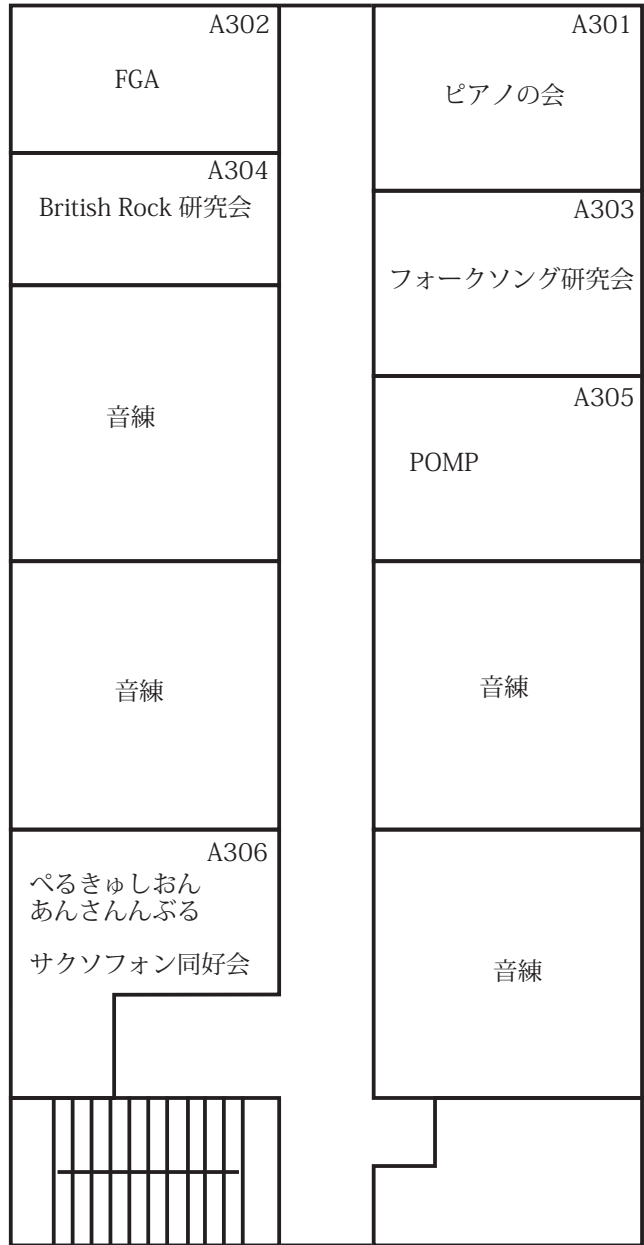 A302
FGA
A301
ピアノの会
A304
British Rock 研究会
A303
フォークソング研究会
音練
A305
POMP
音練
音練
A306
ぺるきゅしおん
あんさんんぶる
サクソフォン同好会
音練